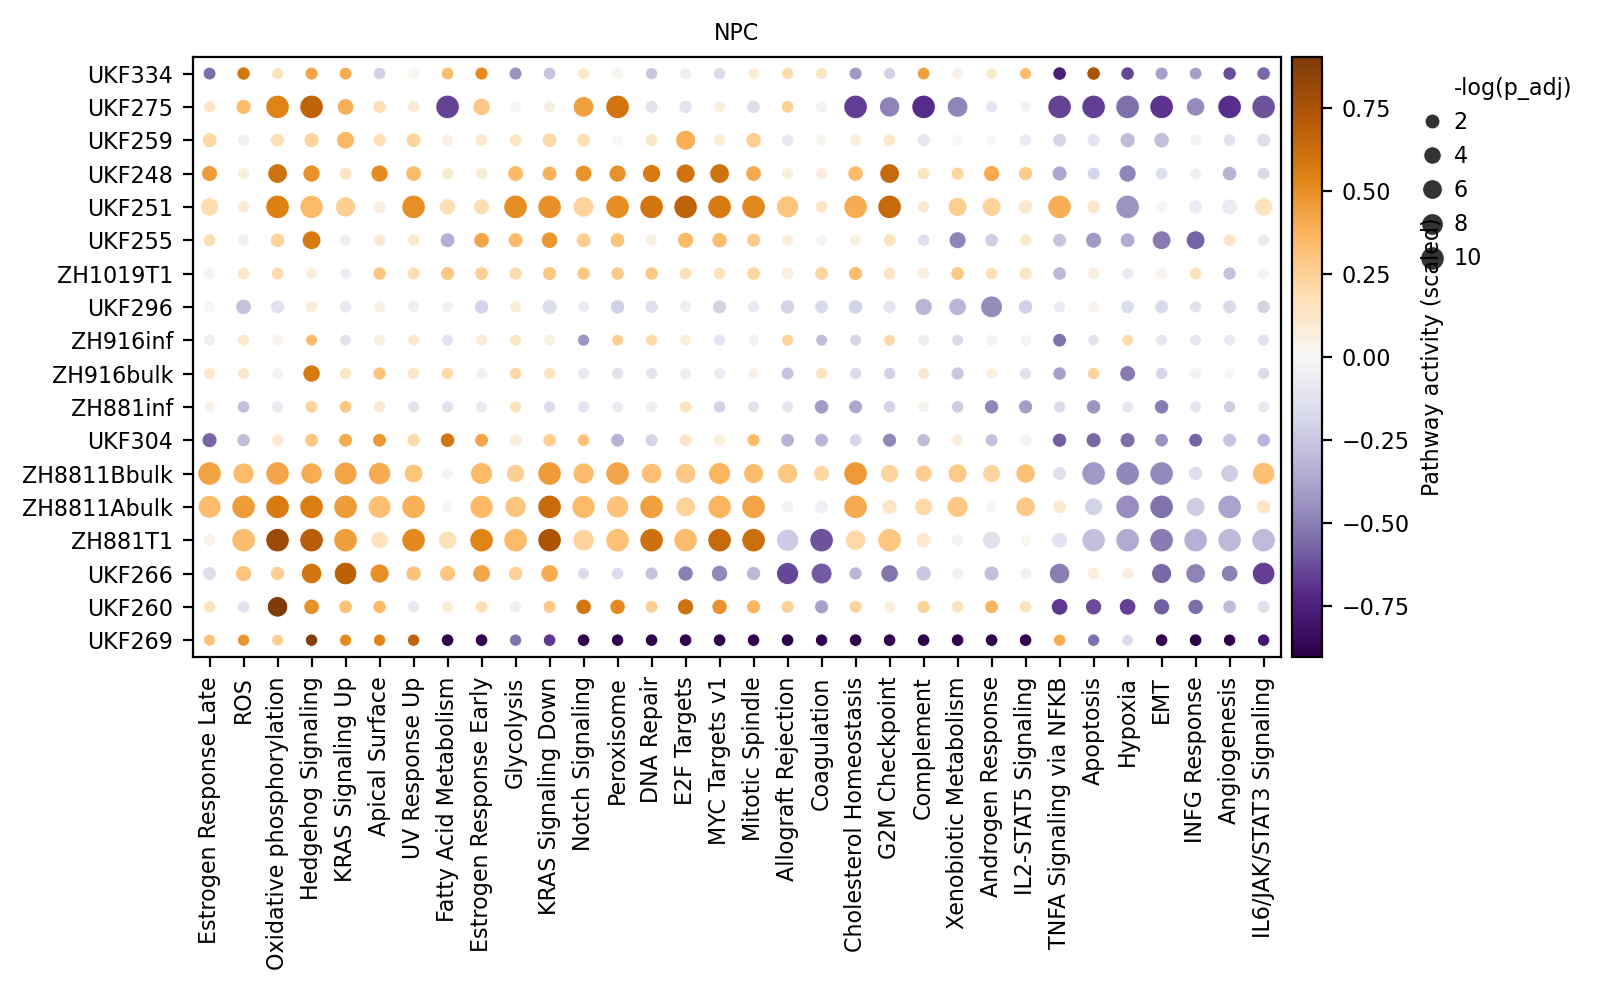 NPC
UKF334
UKF275
UKF259
UKF248
UKF251
UKF255
ZH1019T1
UKF296
ZH916inf
ZH916bulk
ZH881inf
UKF304
ZH8811Bbulk
ZH8811Abulk
ZH881T1
UKF266
UKF260
UKF269
Estrogen Response Late
ROS
Oxidative phosphorylation
Hedgehog Signaling
KRAS Signaling Up
Apical Surface
UV Response Up
Fatty Acid Metabolism
Estrogen Response Early
Glycolysis
KRAS Signaling Down
Notch Signaling
Peroxisome
DNA Repair
E2F Targets
MYC Targets v1
Mitotic Spindle
Allograft Rejection
Coagulation
Cholesterol Homeostasis
G2M Checkpoint
Complement
Xenobiotic Metabolism
Androgen Response
IL2-STAT5 Signaling
TNFA Signaling via NFKB
Apoptosis
Hypoxia
EMT
INFG Response
Angiogenesis
IL6/JAK/STAT3 Signaling
0.75
0.50
0.25
0.00
−0.25
−0.50
−0.75
Pathway activity (scaled)
-log(p_adj)
2
4
6
8
10